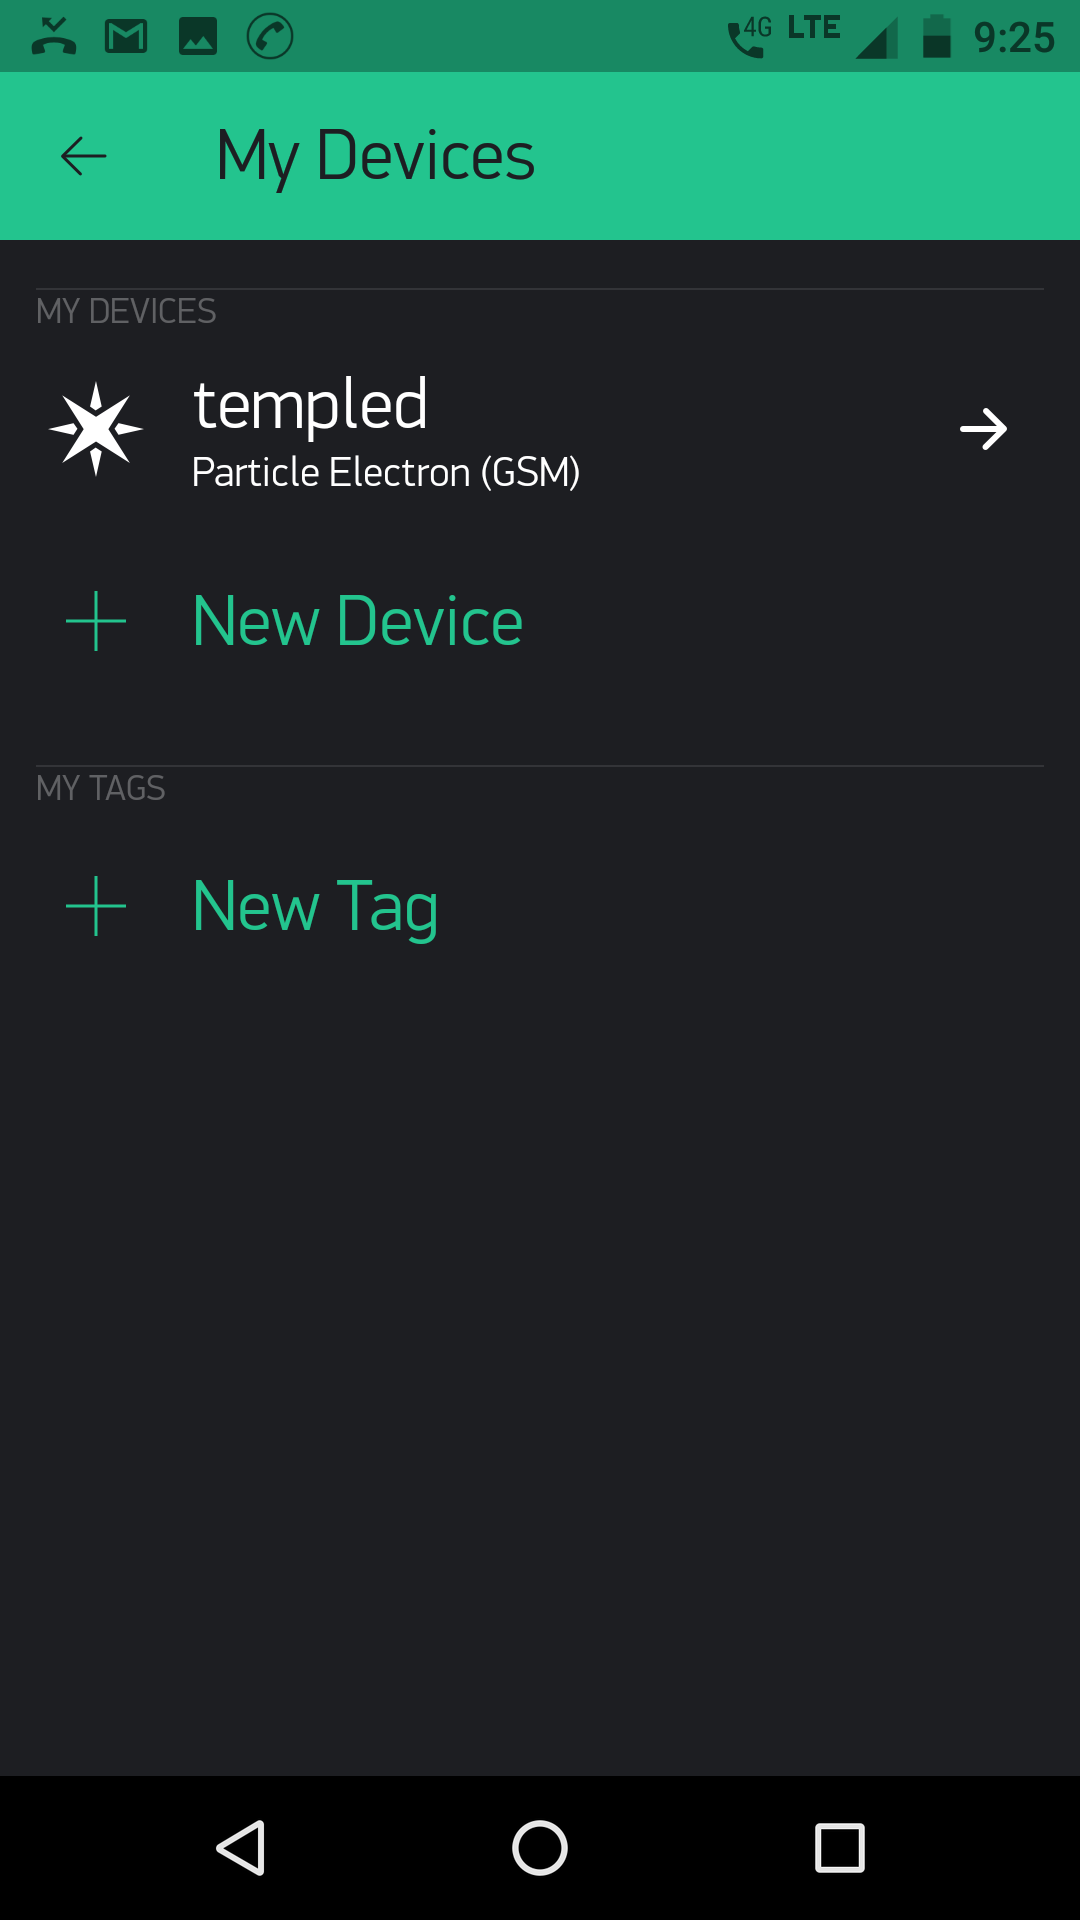 4G LTE 9:25
My Devices
MY DEVICES
templed
Particle Electron (GSM)
New Device
MY TAGS
New Tag